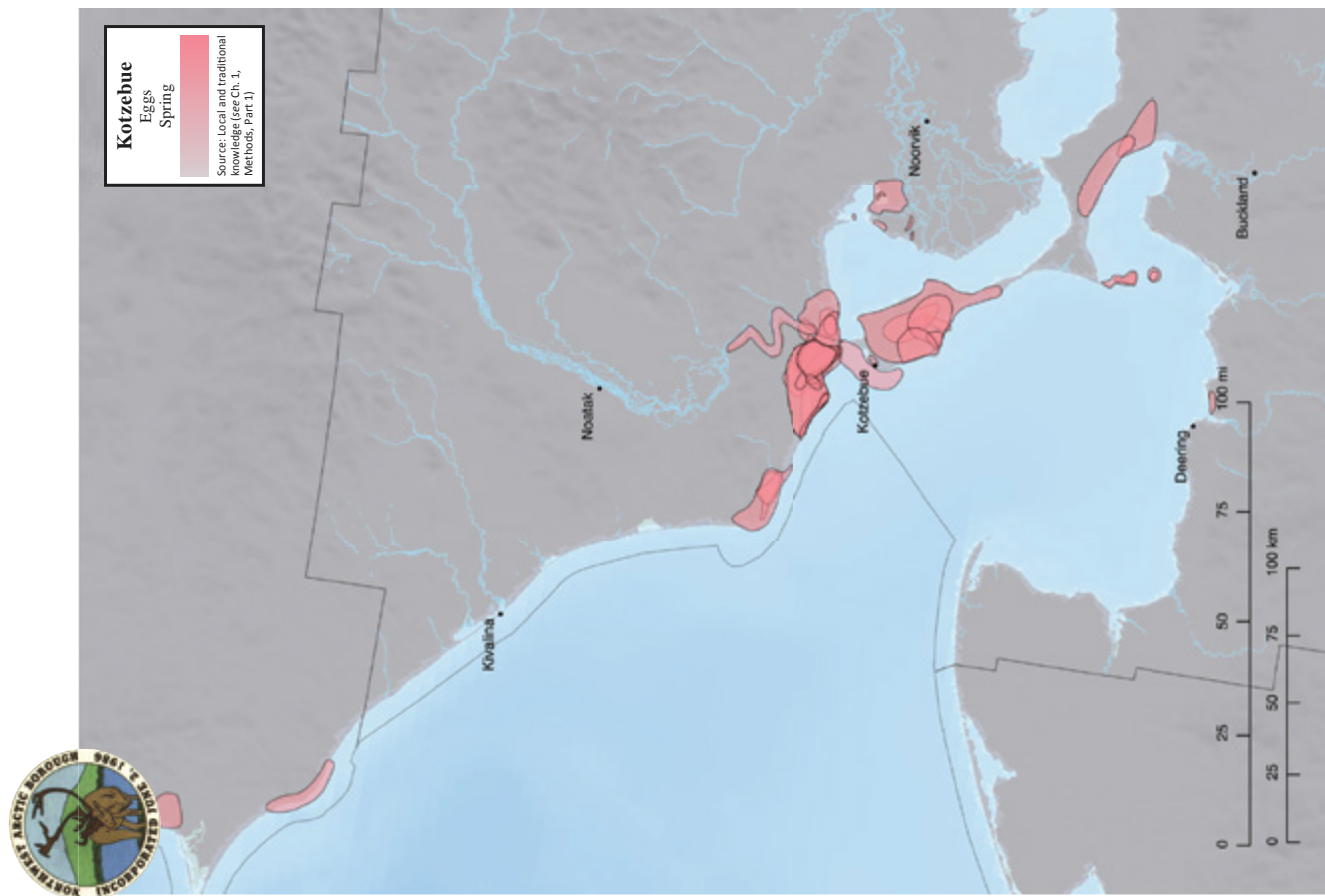 Kotzebue
Eggs
Spring
Source: Local and traditional
knowledge (see Ch. 1,
Methods, Part 1)
NORTHWEST ARCTIC BOROUGH
INCORPORATED JUNE 2, 1986
Noatak
Noorvik
Kivalina
Kotzebue
Buckland
Deering
0 25 50 75 100 mi
0 25 50 75 100 km